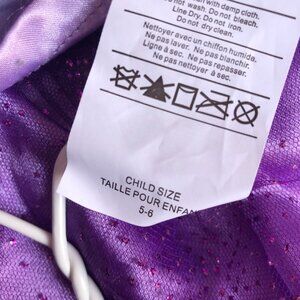 with damp cloth.
Do not wash. Do not bleach.
Line Dry. Do not iron.
Do not dry clean.
Nettoyer avec un chiffon humide.
Ne pas laver. Ne pas blanchir.
Ligne à sec. Ne pas repasser.
Ne pas nettoyer à sec.
CHILD SIZE
TAILLE POUR ENFA
5-6